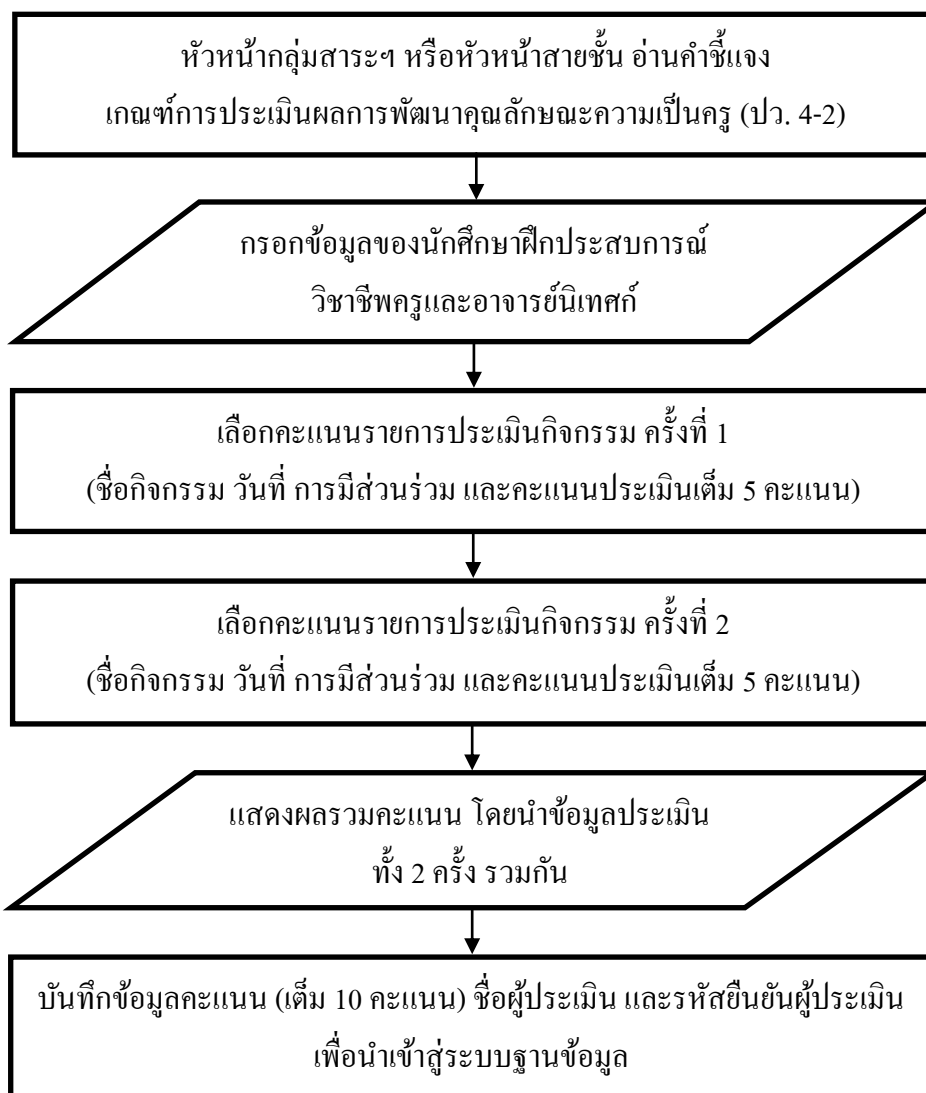 หัวหน้ากลุ่มสาระฯ หรือหัวหน้าสายชั้น อ่านคำชี้แจง
เกณฑ์การประเมินผลการพัฒนาคุณลักษณะความเป็นครู (ปว. 4-2)
กรอกข้อมูลของนักศึกษาฝึกประสบการณ์
วิชาชีพครูและอาจารย์นิเทศก์
เลือกคะแนนรายการประเมินกิจกรรม ครั้งที่ 1
(ชื่อกิจกรรม วันที่ การมีส่วนร่วม และคะแนนประเมินเต็ม 5 คะแนน)
เลือกคะแนนรายการประเมินกิจกรรม ครั้งที่ 2
(ชื่อกิจกรรม วันที่ การมีส่วนร่วม และคะแนนประเมินเต็ม 5 คะแนน)
แสดงผลรวมคะแนน โดยนำข้อมูลประเมิน
ทั้ง 2 ครั้ง รวมกัน
บันทึกข้อมูลคะแนน (เต็ม 10 คะแนน) ชื่อผู้ประเมิน และรหัสยืนยันผู้ประเมิน
เพื่อนำเข้าสู่ระบบฐานข้อมูล